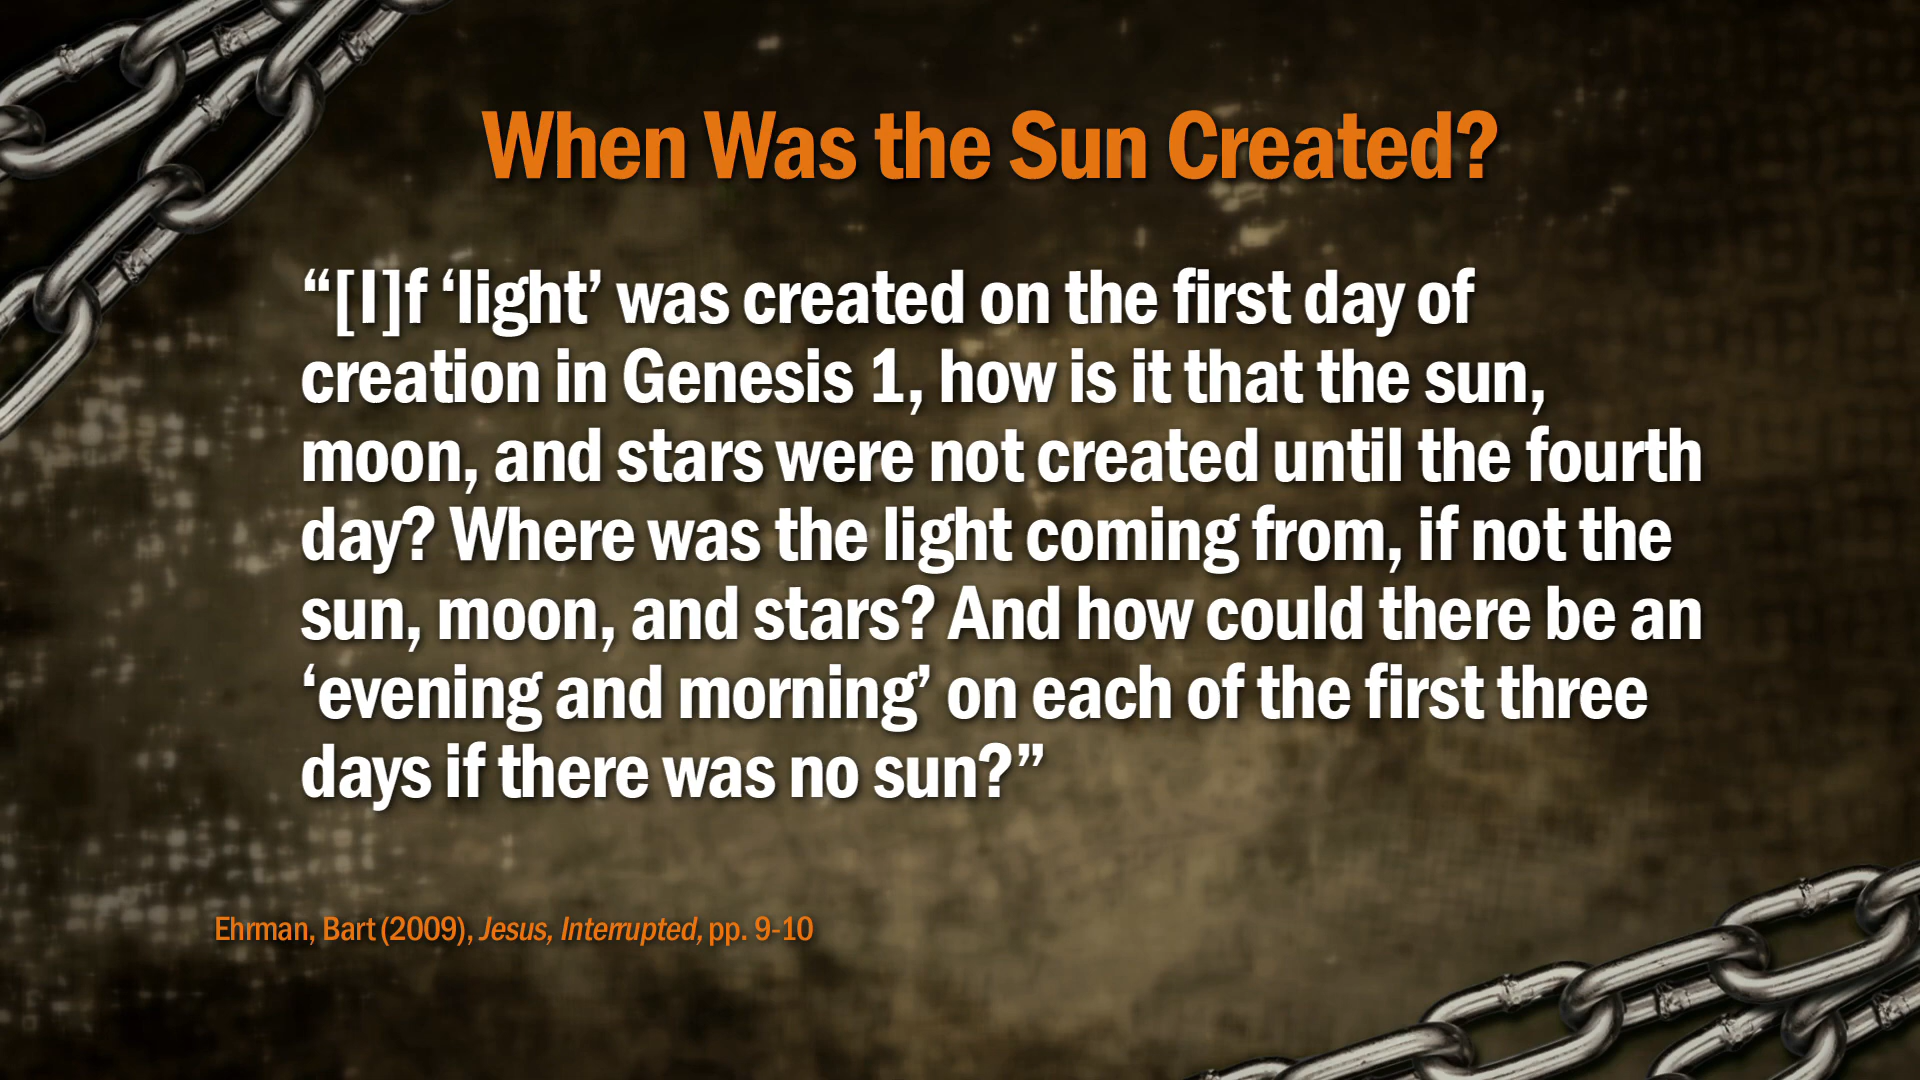 When Was the Sun Created?
“[I]f ‘light’ was created on the first day of
creation in Genesis 1, how is it that the sun,
moon, and stars were not created until the fourth
day? Where was the light coming from, if not the
sun, moon, and stars? And how could there be an
‘evening and morning’ on each of the first three
days if there was no sun?”
Ehrman, Bart (2009), Jesus, Interrupted, pp. 9-10